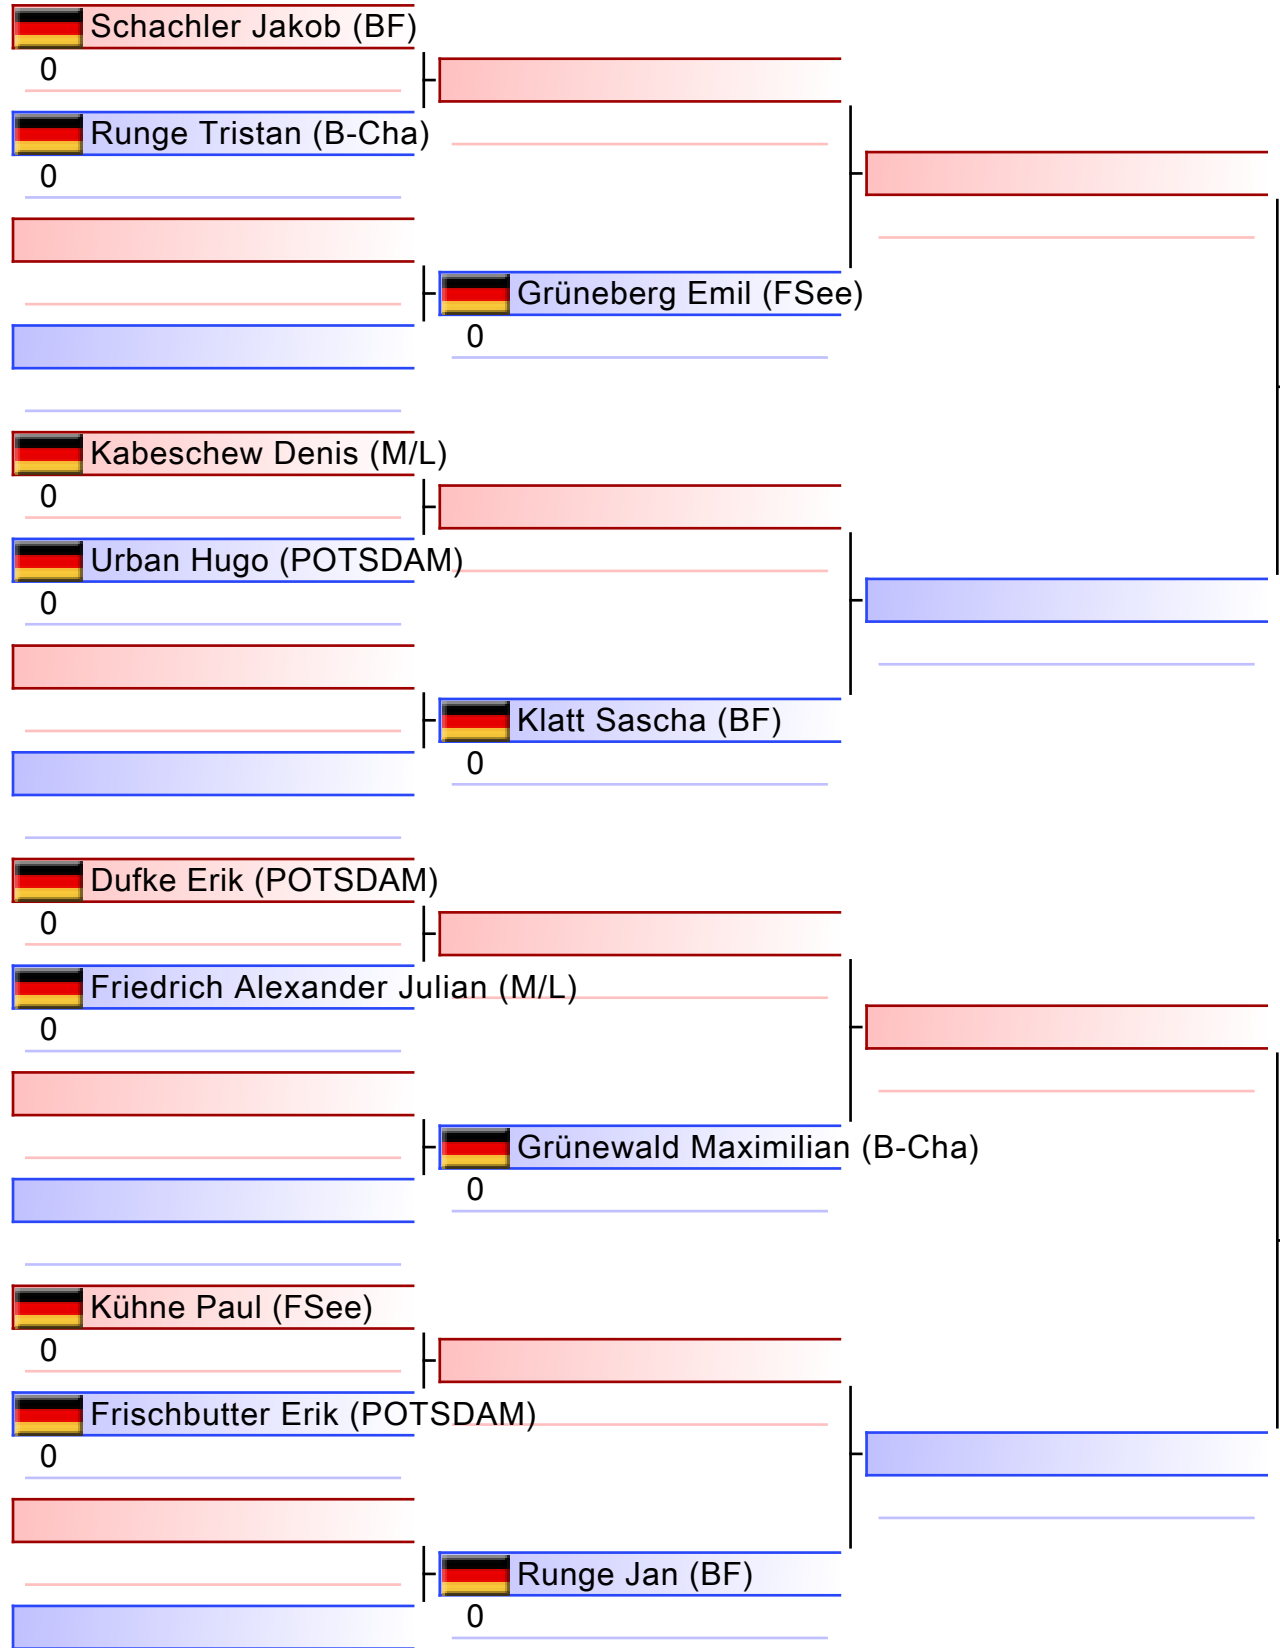 Schachler Jakob (BF)
0
Runge Tristan (B-Cha)
0
Grüneberg Emil (FSee)
0
Kabeschew Denis (M/L)
0
Urban Hugo (POTSDAM)
0
Klatt Sascha (BF)
0
Dufke Erik (POTSDAM)
0
Friedrich Alexander Julian (M/L)
0
Grünewald Maximilian (B-Cha)
0
Kühne Paul (FSee)
0
Frischbutter Erik (POTSDAM)
0
Runge Jan (BF)
0